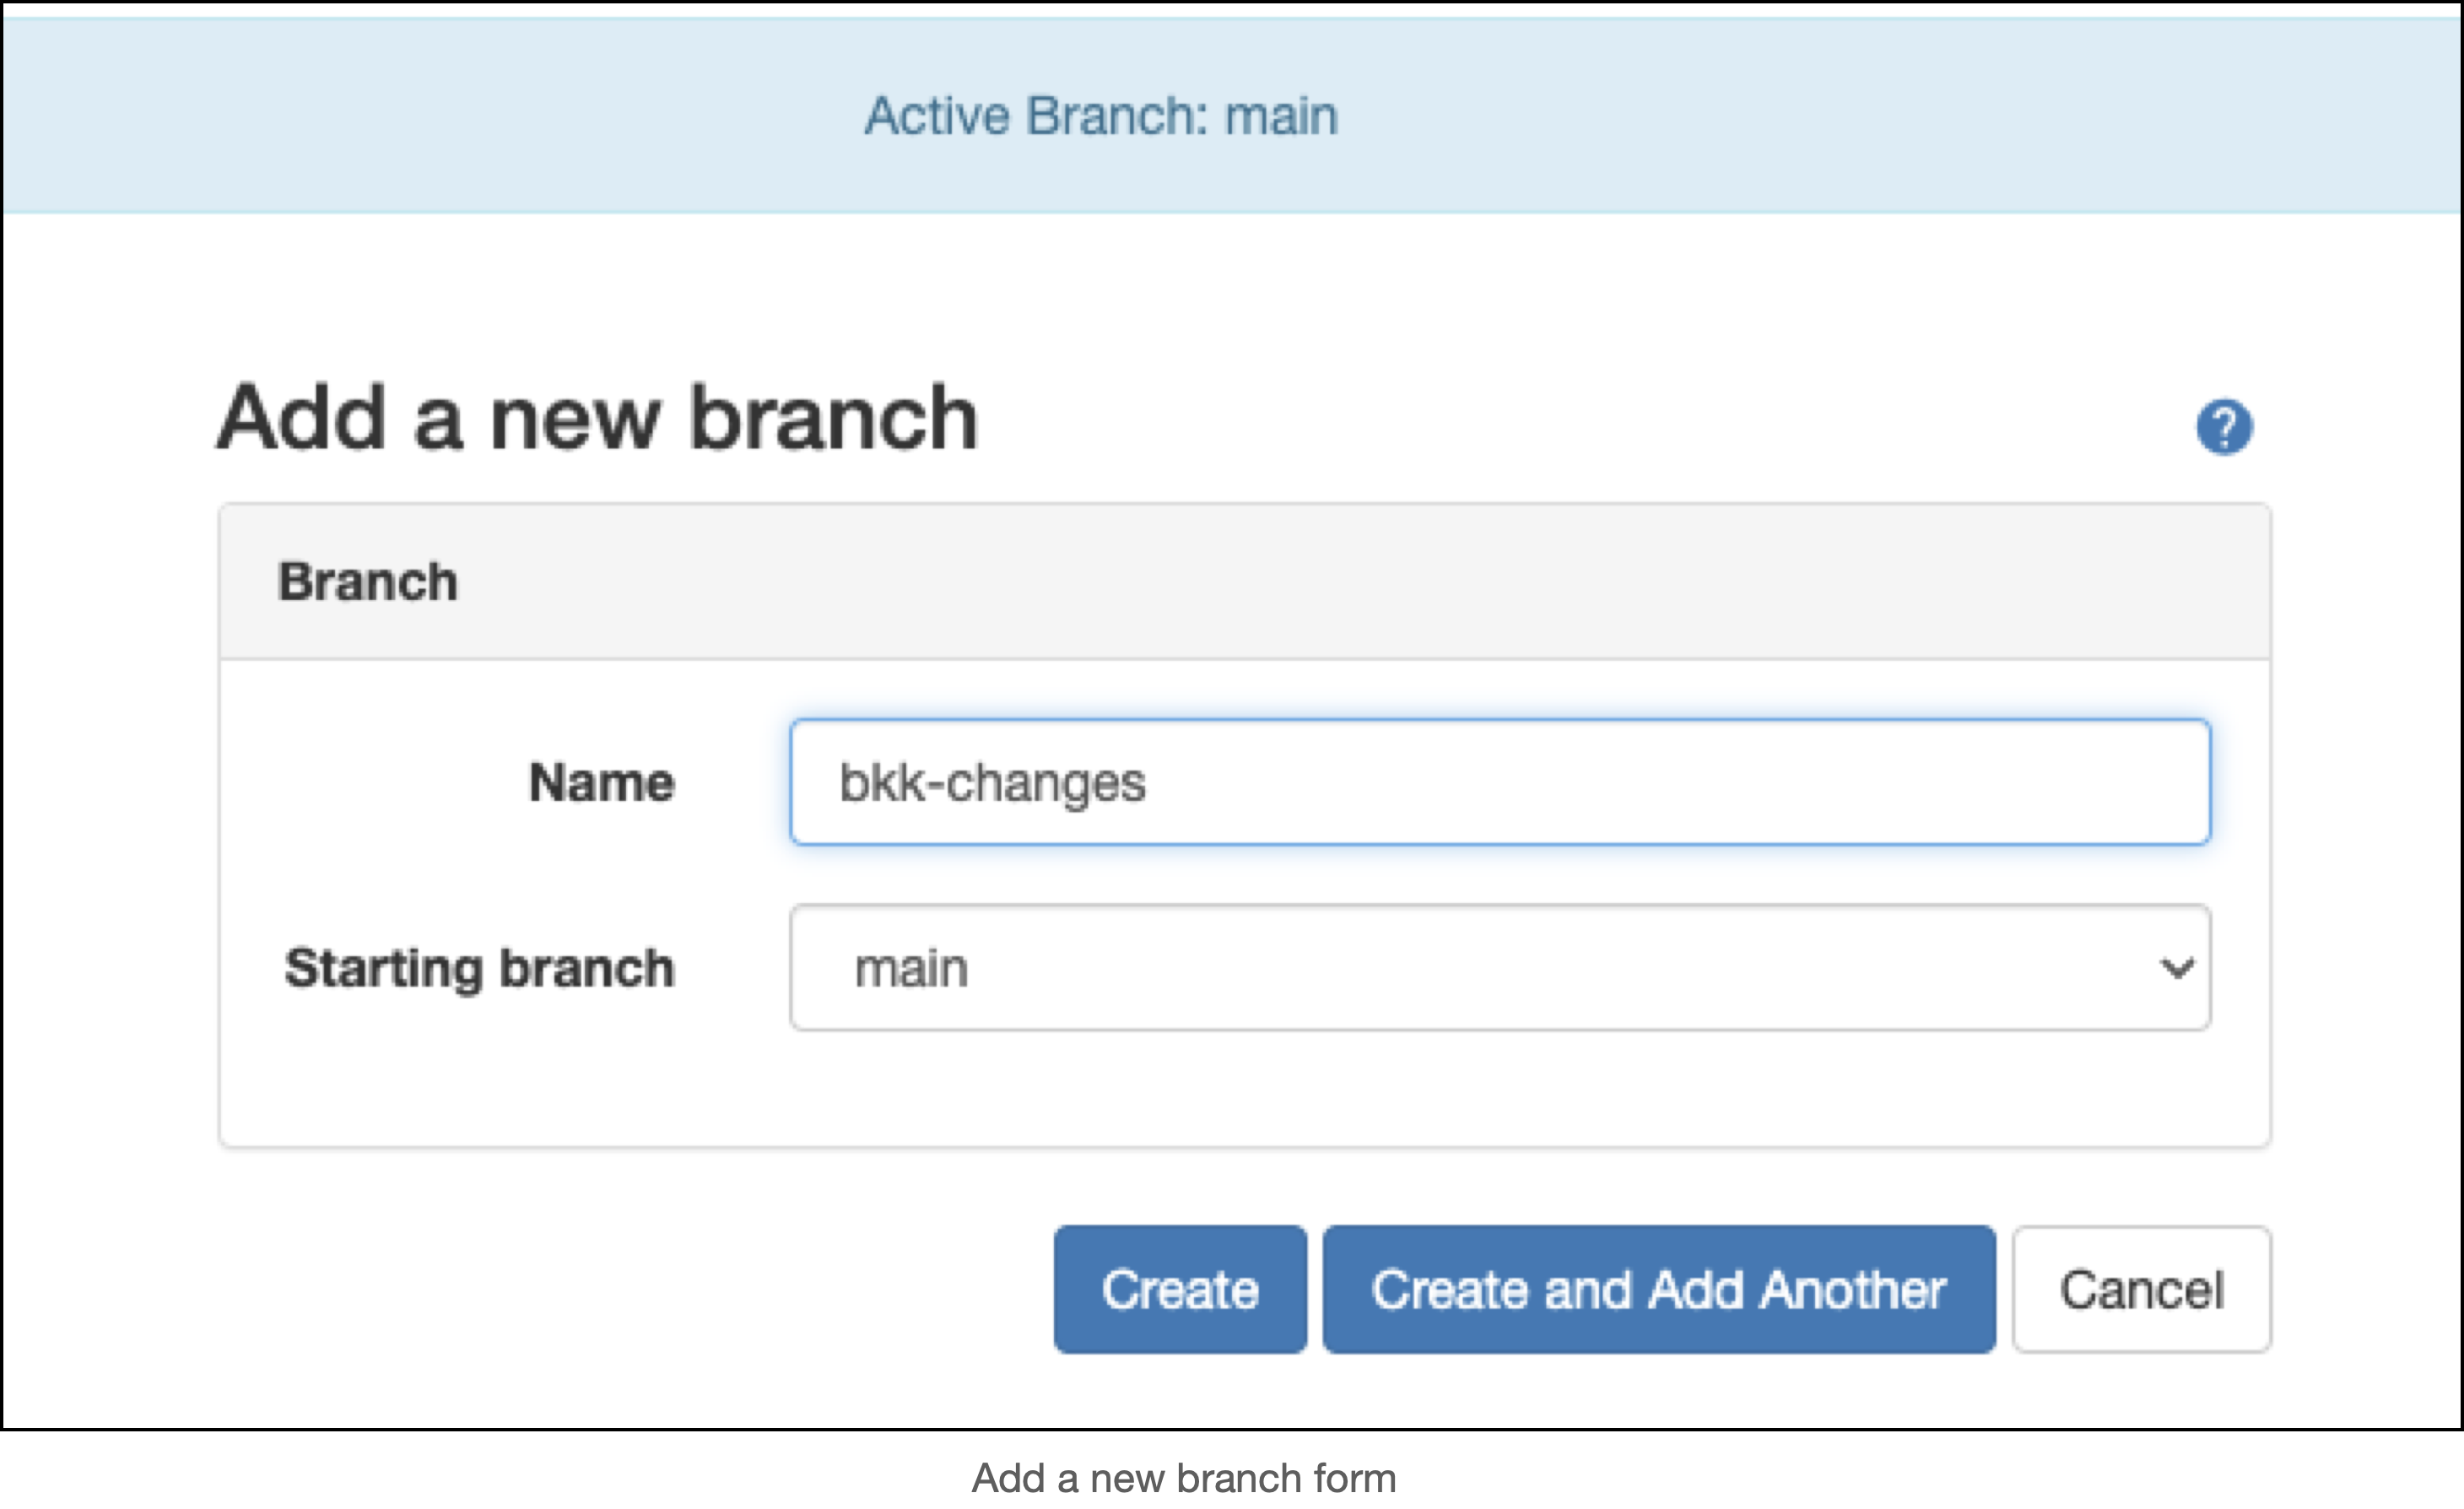 Active Branch: main
Add a new branch
?
Branch
Name bkk-changes
Starting branch main
Create Create and Add Another Cancel
Add a new branch form